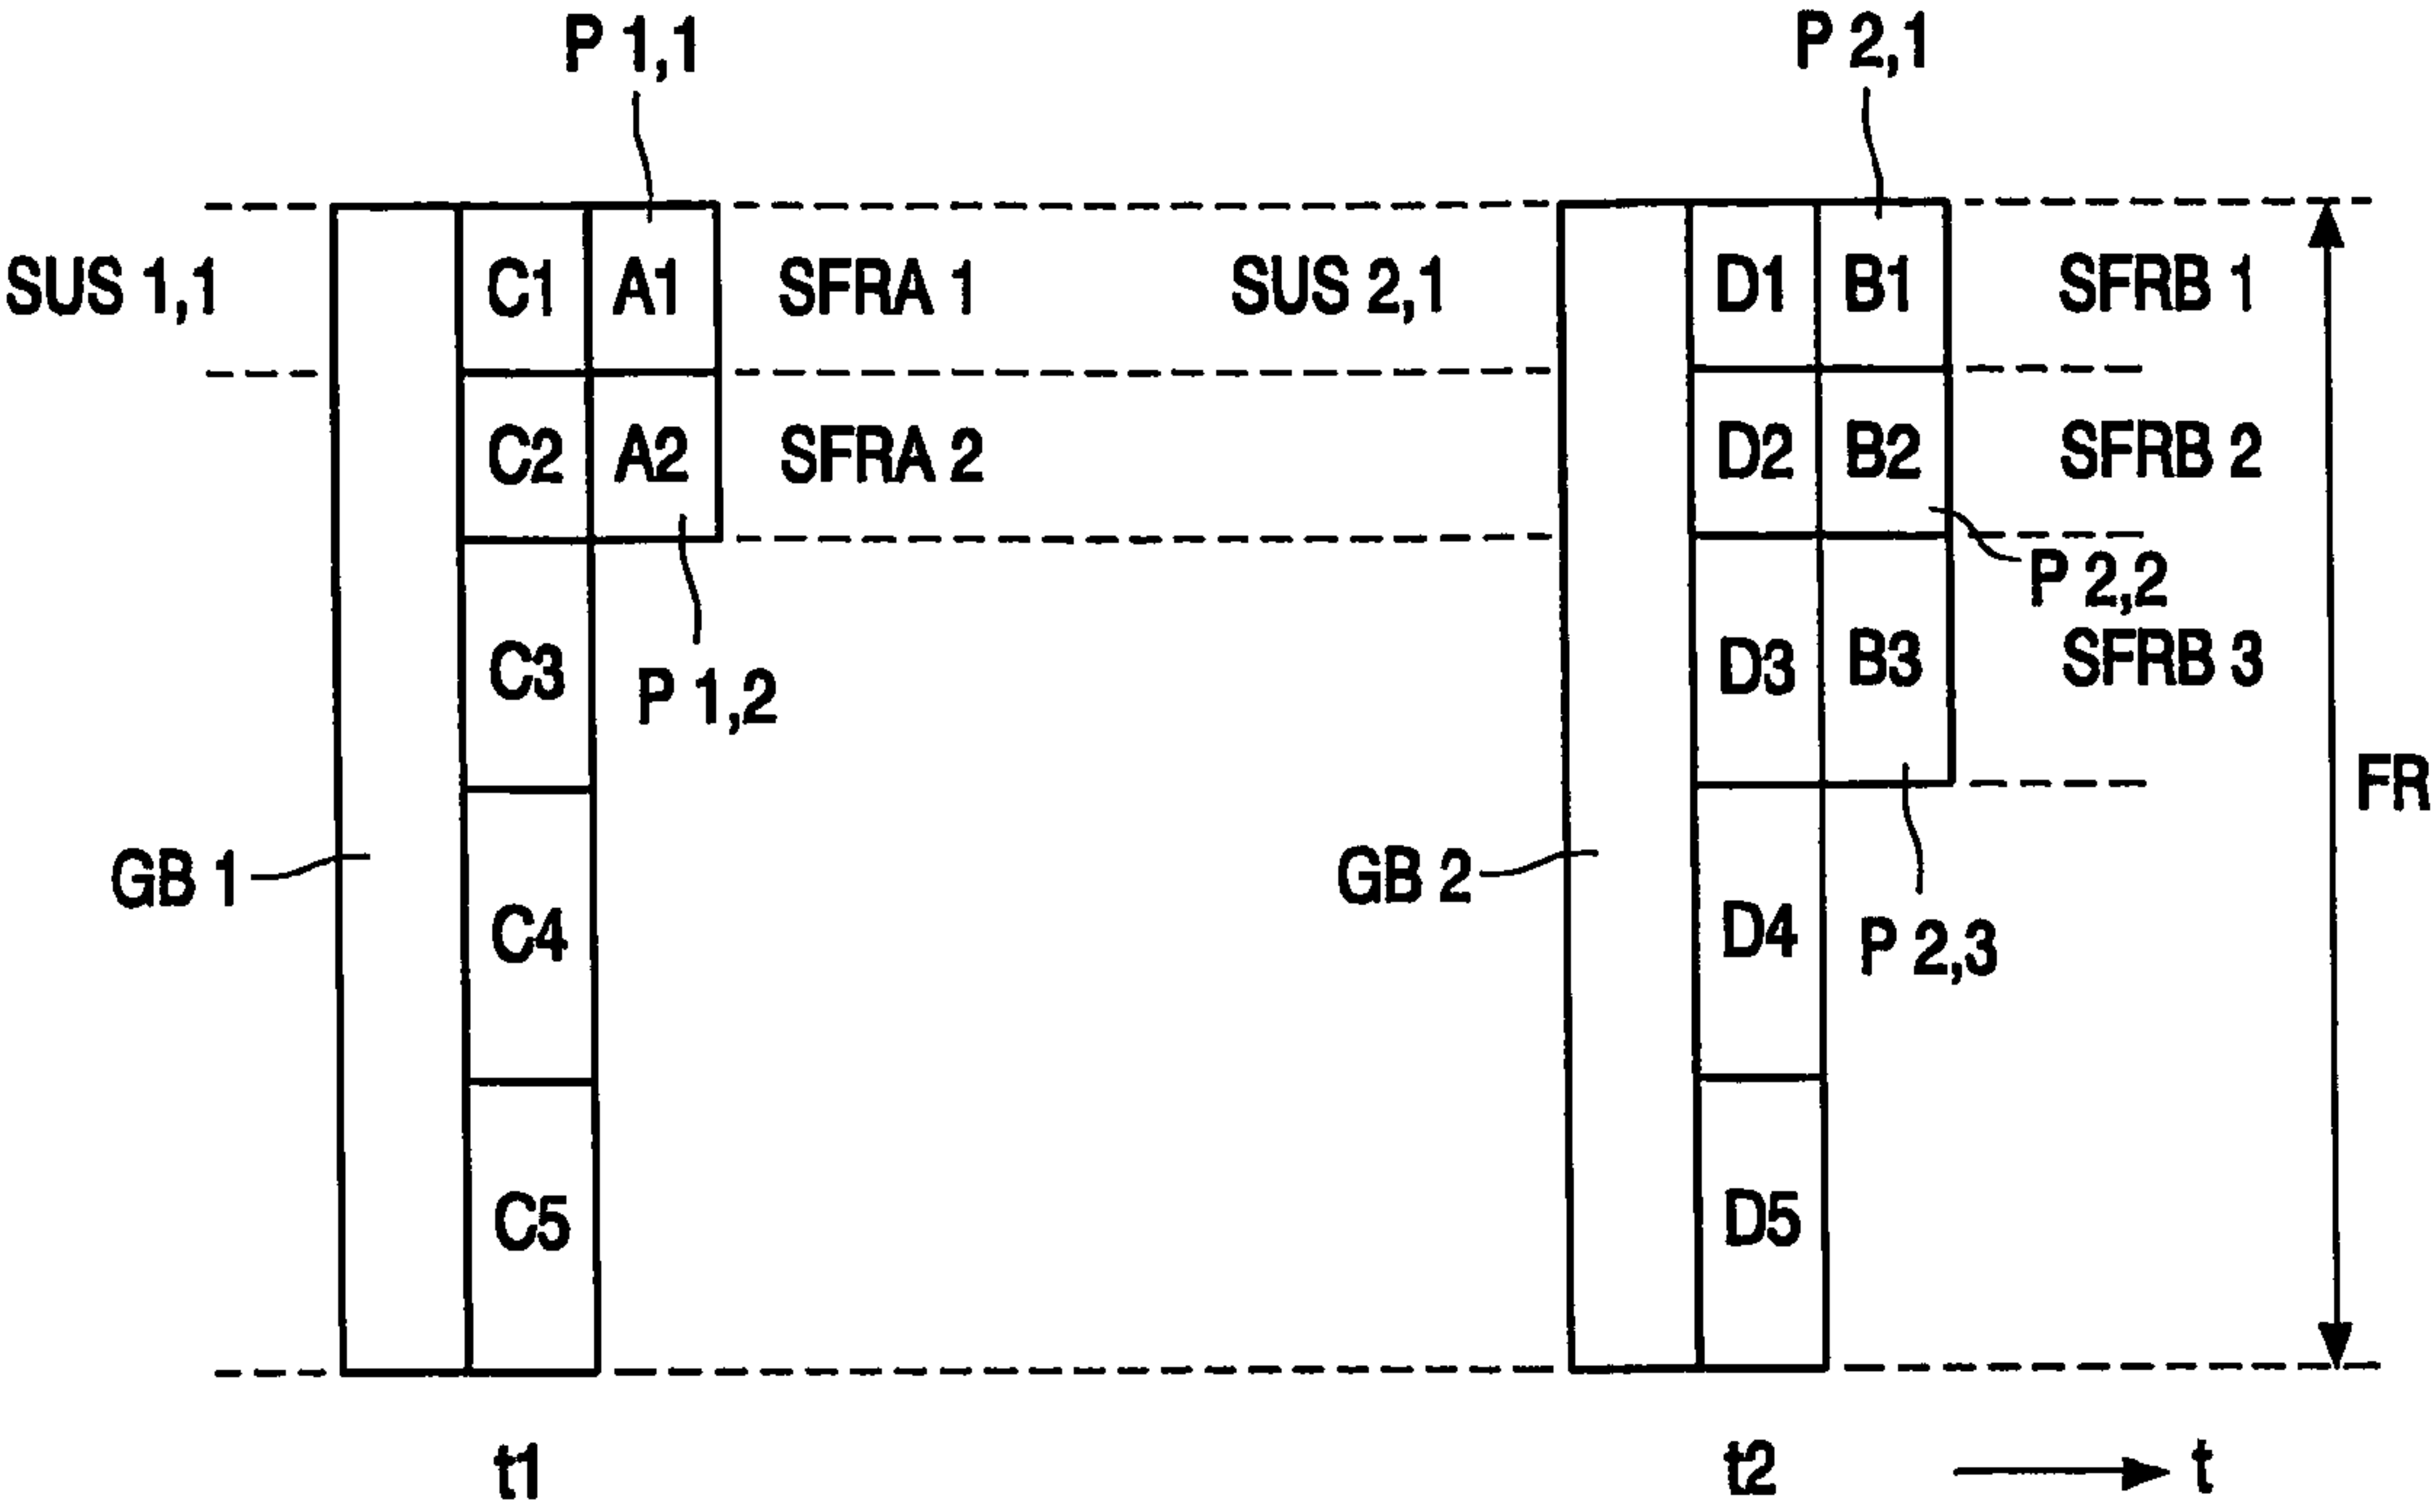 P 1,1
P 2,1
SUS 1,1
C1
A1
SFRA 1
SUS 2,1
D1
B1
SFRB 1
C2
A2
SFRA 2
D2
B2
SFRB 2
P 2,2
C3
P 1,2
D3
B3
SFRB 3
FR
GB 1
C4
GB 2
D4
P 2,3
C5
D5
t1
t2
t